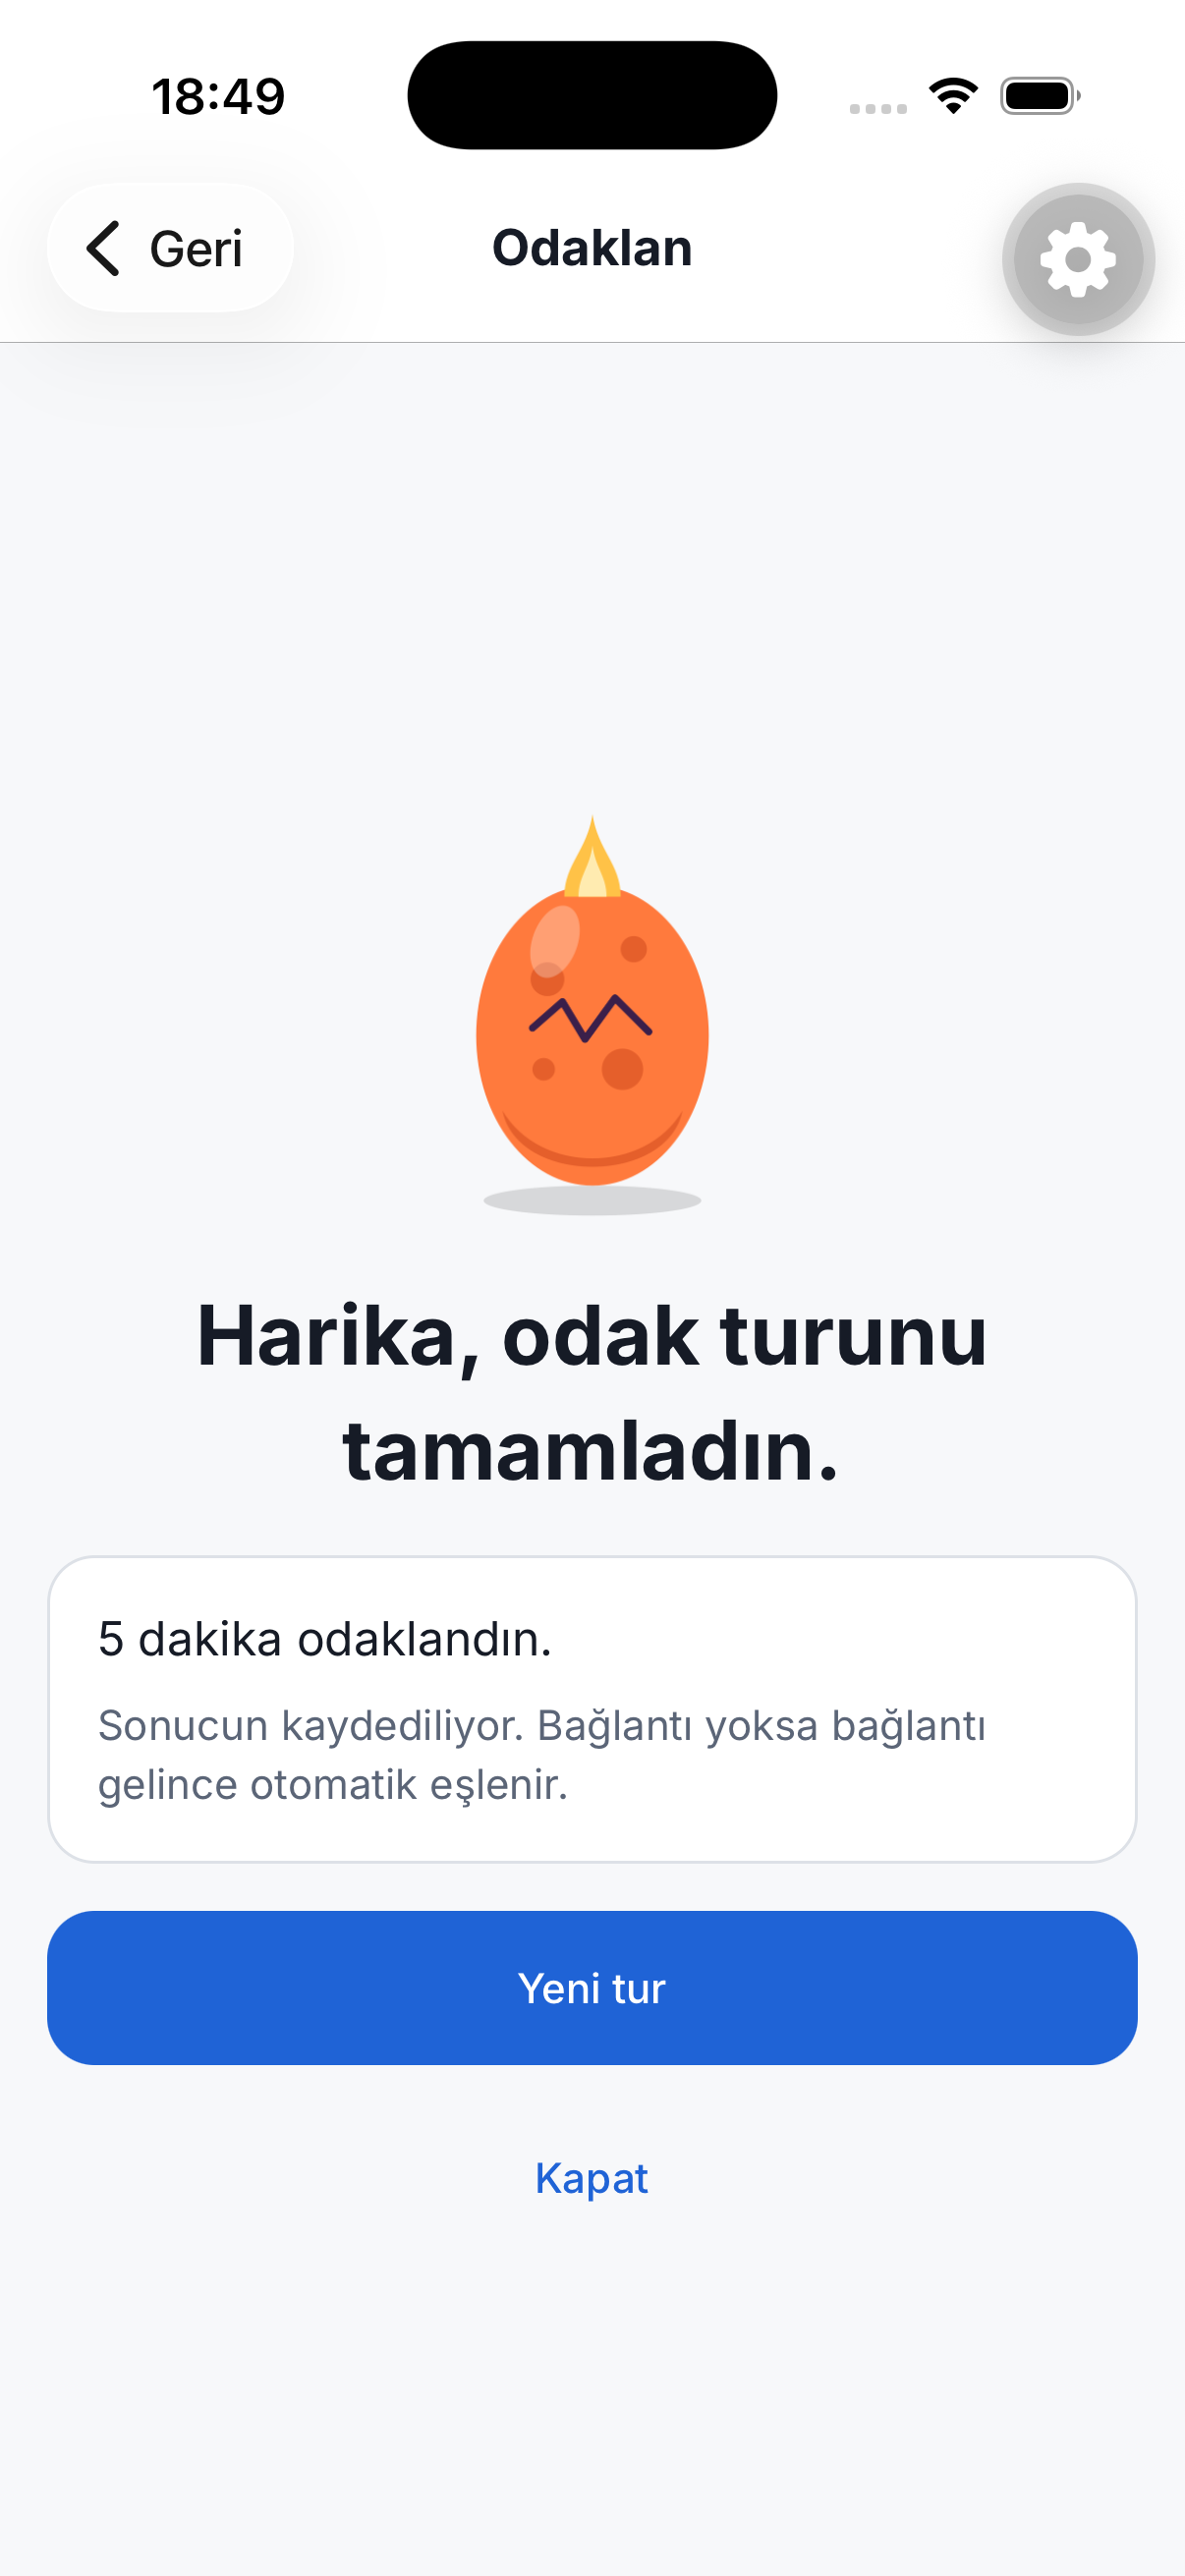 18:49
Geri
Odaklan
Harika, odak turunu
tamamladın.
5 dakika odaklandın.
Sonucun kaydediliyor. Bağlantı yoksa bağlantı
gelince otomatik eşlenir.
Yeni tur
Kapat